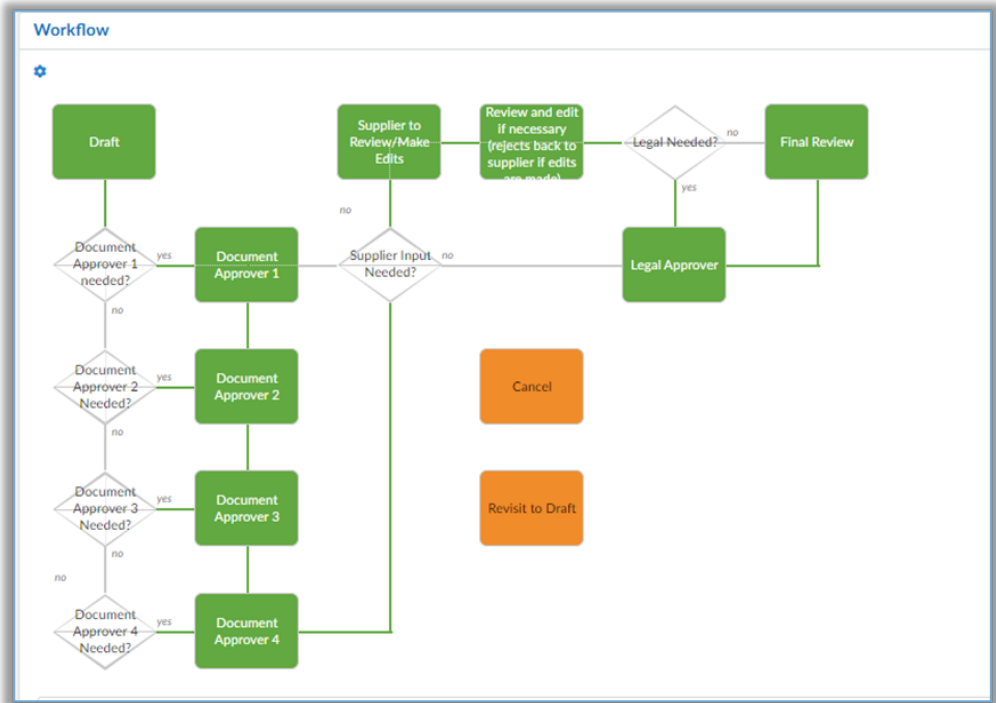 Workflow
Draft
Supplier to
Review/Make
Edits
Review and edit
if necessary
(rejects back to
supplier if edits
are made)
Legal Needed?
no
Final Review
yes
no
Document
Approver 1
needed?
yes
Document
Approver 1
Supplier Input
Needed?
no
Legal Approver
no
Document
Approver 2
Needed?
yes
Document
Approver 2
Cancel
no
Document
Approver 3
Needed?
yes
Document
Approver 3
Revisit to Draft
no
no
Document
Approver 4
Needed?
yes
Document
Approver 4